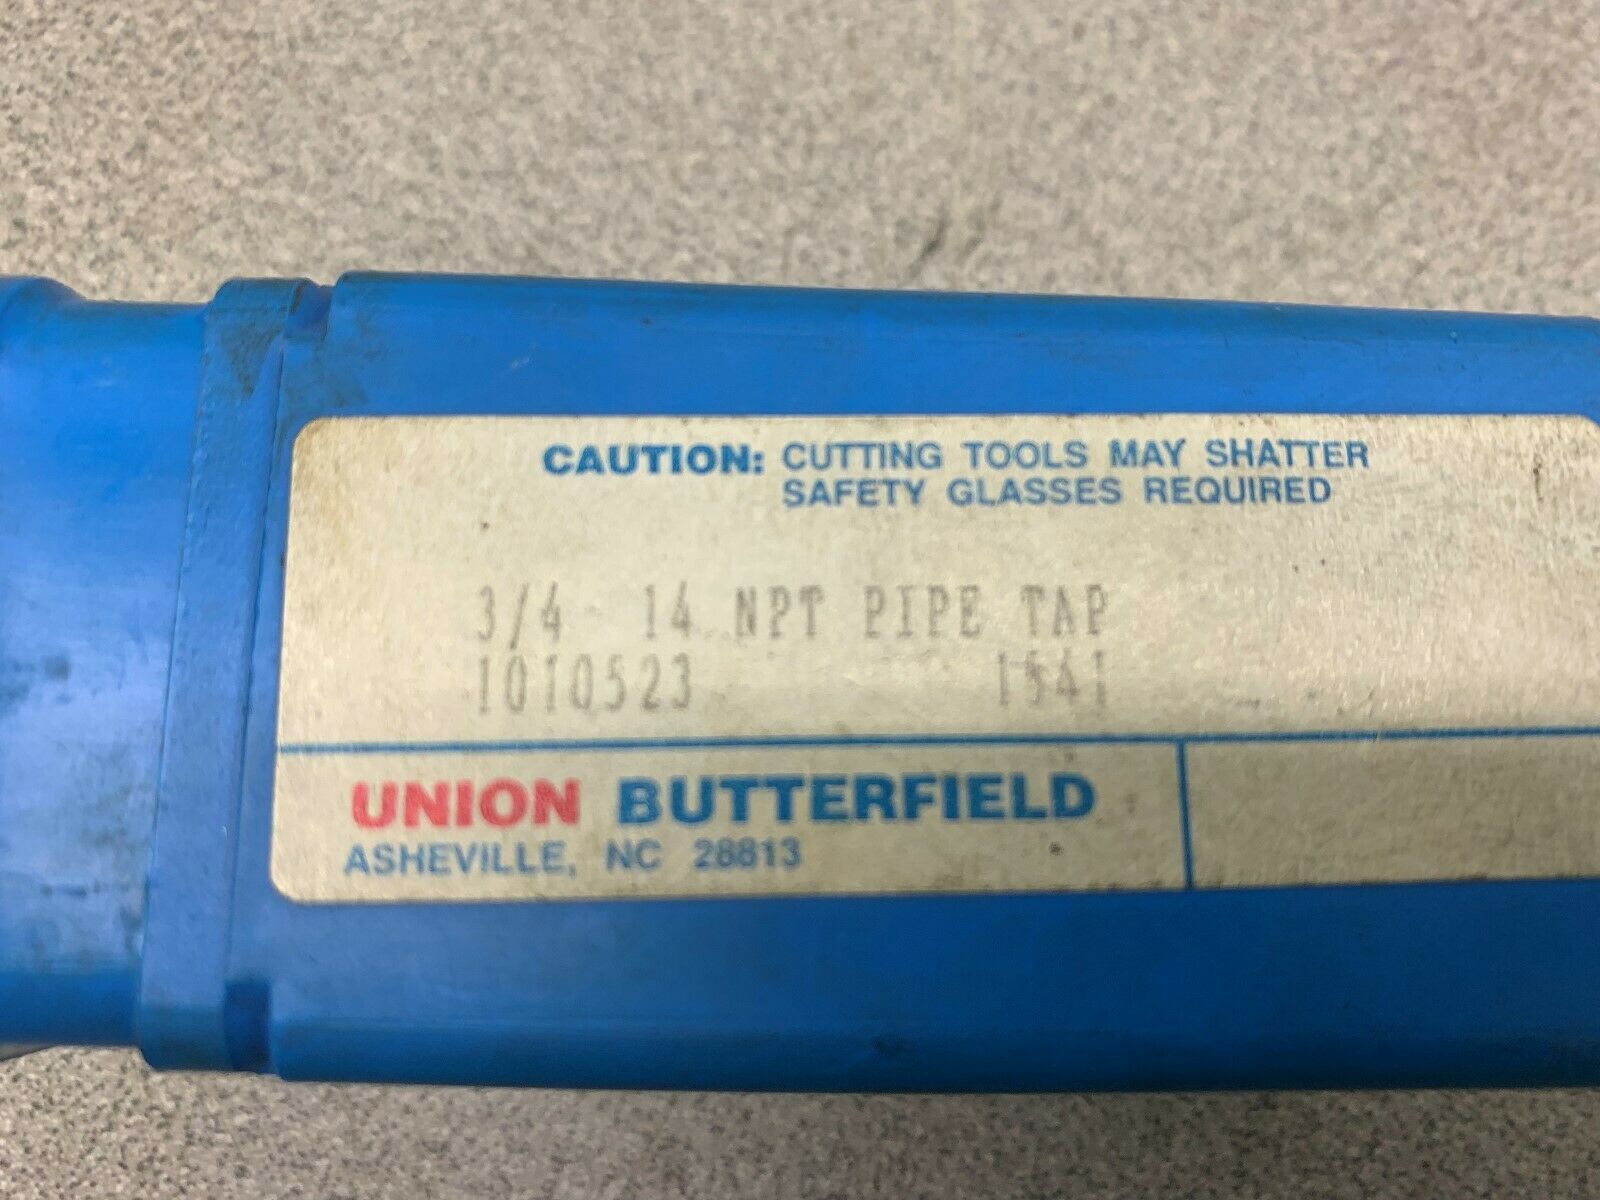 CAUTION: CUTTING TOOLS MAY SHATTER
SAFETY GLASSES REQUIRED
3/4 - 14 NPT PIPE TAP
1010523 1541
UNION BUTTERFIELD
ASHEVILLE, NC 28813